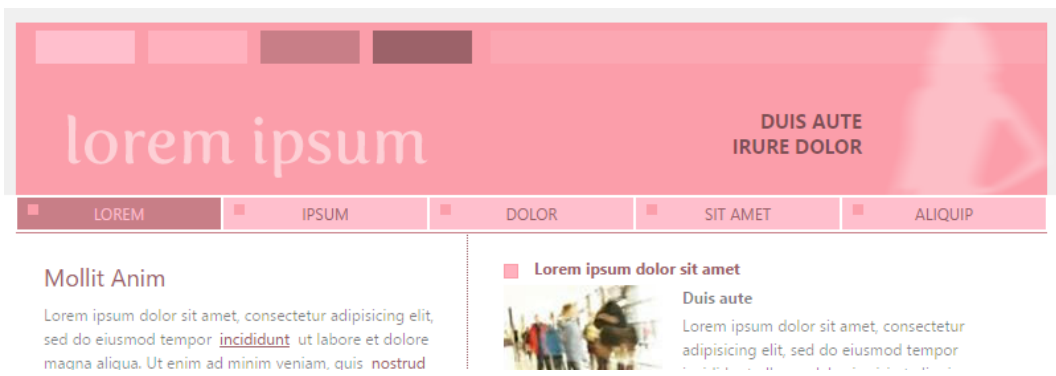 lorem ipsum
DUIS AUTE
IRURE DOLOR
LOREM IPSUM DOLOR SIT AMET ALIQUIP
Mollit Anim
Lorem ipsum dolor sit amet, consectetur adipisicing elit,
sed do eiusmod tempor incididunt ut labore et dolore
magna aliqua. Ut enim ad minim veniam, quis nostrud
Lorem ipsum dolor sit amet
Duis aute
Lorem ipsum dolor sit amet, consectetur
adipisicing elit, sed do eiusmod tempor